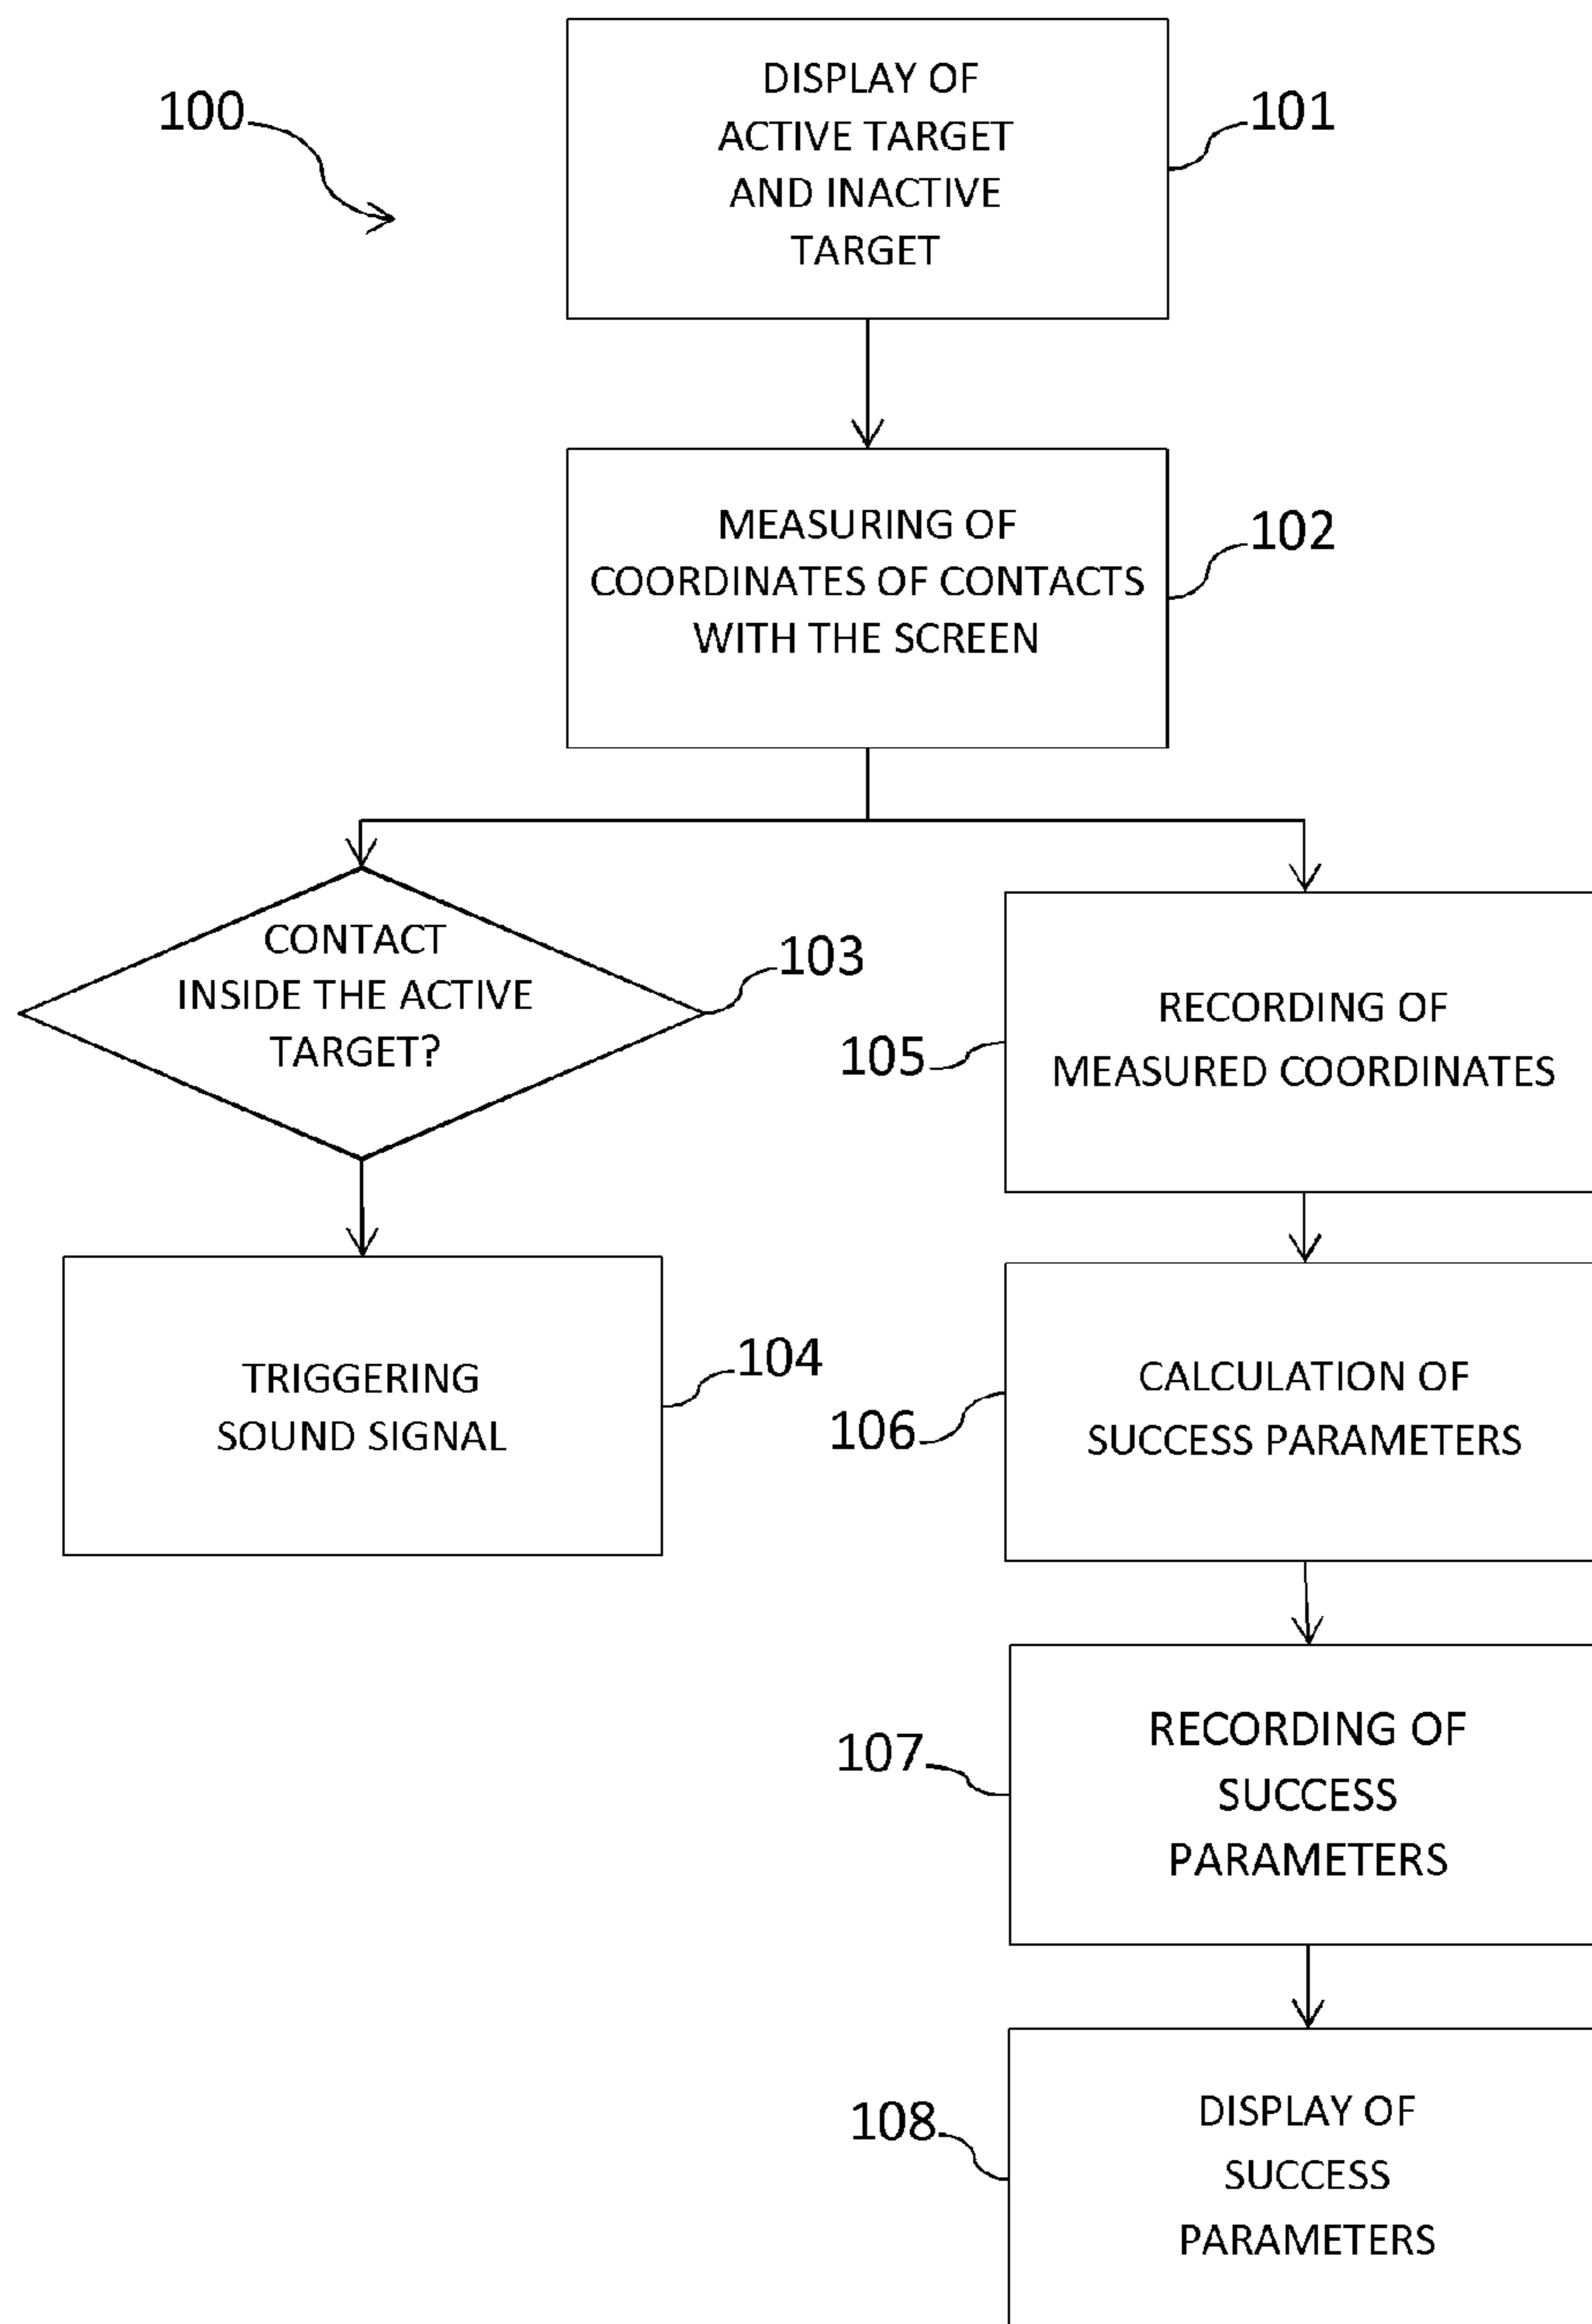 100
DISPLAY OF
ACTIVE TARGET
AND INACTIVE
TARGET
101
MEASURING OF
COORDINATES OF CONTACTS
WITH THE SCREEN
102
CONTACT
INSIDE THE ACTIVE
TARGET?
103
TRIGGERING
SOUND SIGNAL
104
105
RECORDING OF
MEASURED COORDINATES
106
CALCULATION OF
SUCCESS PARAMETERS
107
RECORDING OF
SUCCESS
PARAMETERS
108
DISPLAY OF
SUCCESS
PARAMETERS